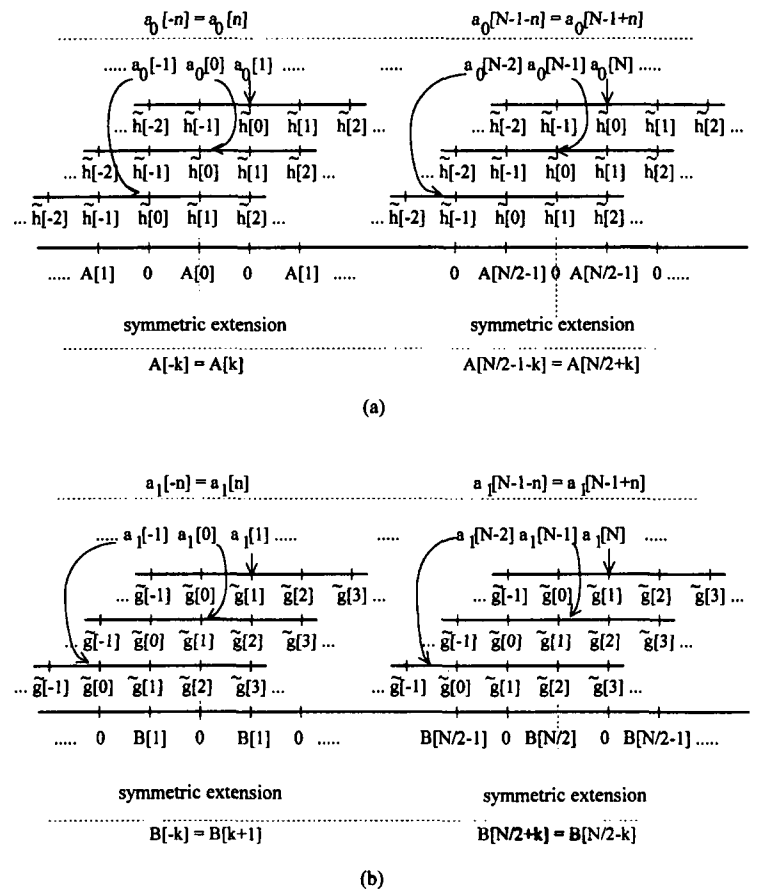 a₀[-n] = a₀[n] a₀[N-1-n] = a₀[N-1+n]
..... a₀[-1] a₀[0] a₀[1] ..... ..... a₀[N-2] a₀[N-1] a₀[N] .....
... h̃[-2] h̃[-1] h̃[0] h̃[1] h̃[2] ... ... h̃[-2] h̃[-1] h̃[0] h̃[1] h̃[2] ...
... h̃[-2] h̃[-1] h̃[0] h̃[1] h̃[2] ... ... h̃[-2] h̃[-1] h̃[0] h̃[1] h̃[2] ...
... h̃[-2] h̃[-1] h̃[0] h̃[1] h̃[2] ... ... h̃[-2] h̃[-1] h̃[0] h̃[1] h̃[2] ...
..... A[1] 0 A[0] 0 A[1] ..... 0 A[N/2-1] 0 A[N/2-1] 0 .....
symmetric extension symmetric extension
A[-k] = A[k] A[N/2-1-k] = A[N/2+k]
(a)
a₁[-n] = a₁[n] a₁[N-1-n] = a₁[N-1+n]
..... a₁[-1] a₁[0] a₁[1] ..... ..... a₁[N-2] a₁[N-1] a₁[N] .....
... g̃[-1] g̃[0] g̃[1] g̃[2] g̃[3] ... ... g̃[-1] g̃[0] g̃[1] g̃[2] g̃[3] ...
... g̃[-1] g̃[0] g̃[1] g̃[2] g̃[3] ... ... g̃[-1] g̃[0] g̃[1] g̃[2] g̃[3] ...
... g̃[-1] g̃[0] g̃[1] g̃[2] g̃[3] ... ... g̃[-1] g̃[0] g̃[1] g̃[2] g̃[3] ...
..... 0 B[1] 0 B[1] 0 ..... B[N/2-1] 0 B[N/2] 0 B[N/2-1] .....
symmetric extension symmetric extension
B[-k] = B[k+1] B[N/2+k] = B[N/2-k]
(b)